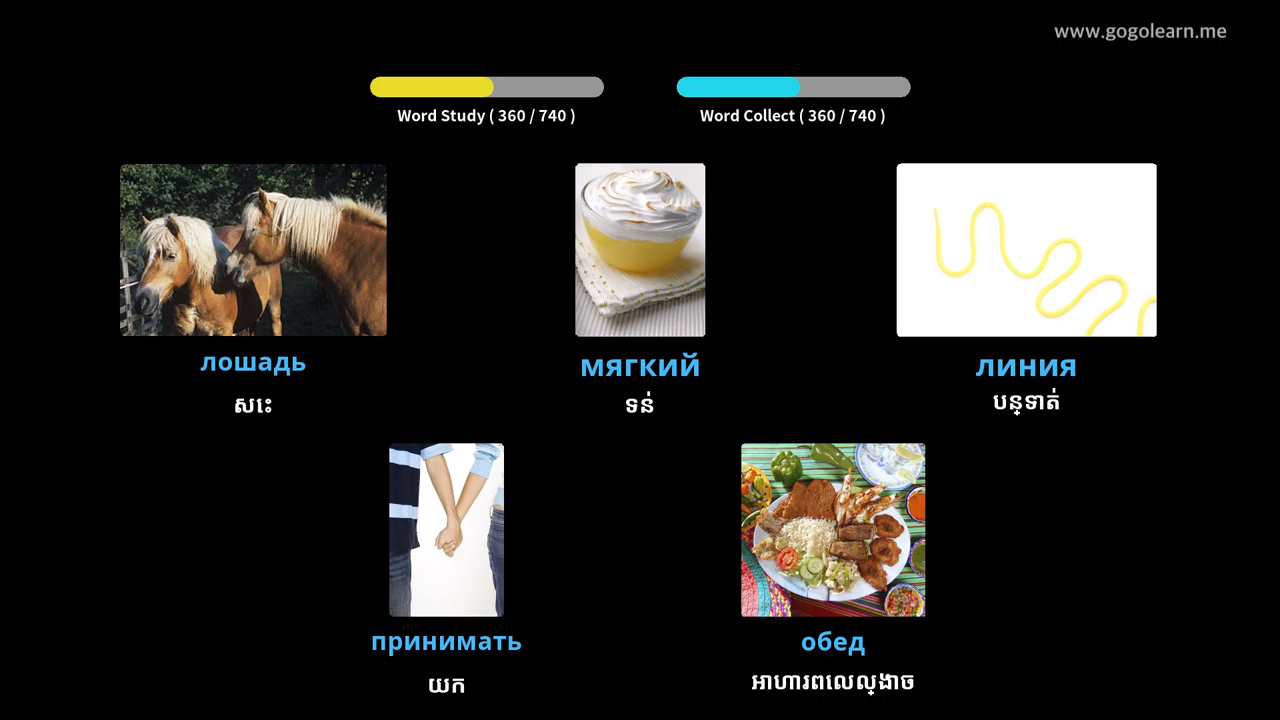 www.gogolearn.me
Word Study ( 360 / 740 )
Word Collect ( 360 / 740 )
лошадь
សេះ
мягкий
ទន់
линия
បន្ទាត់
принимать
យក
обед
អាហារពេលល្ងាច